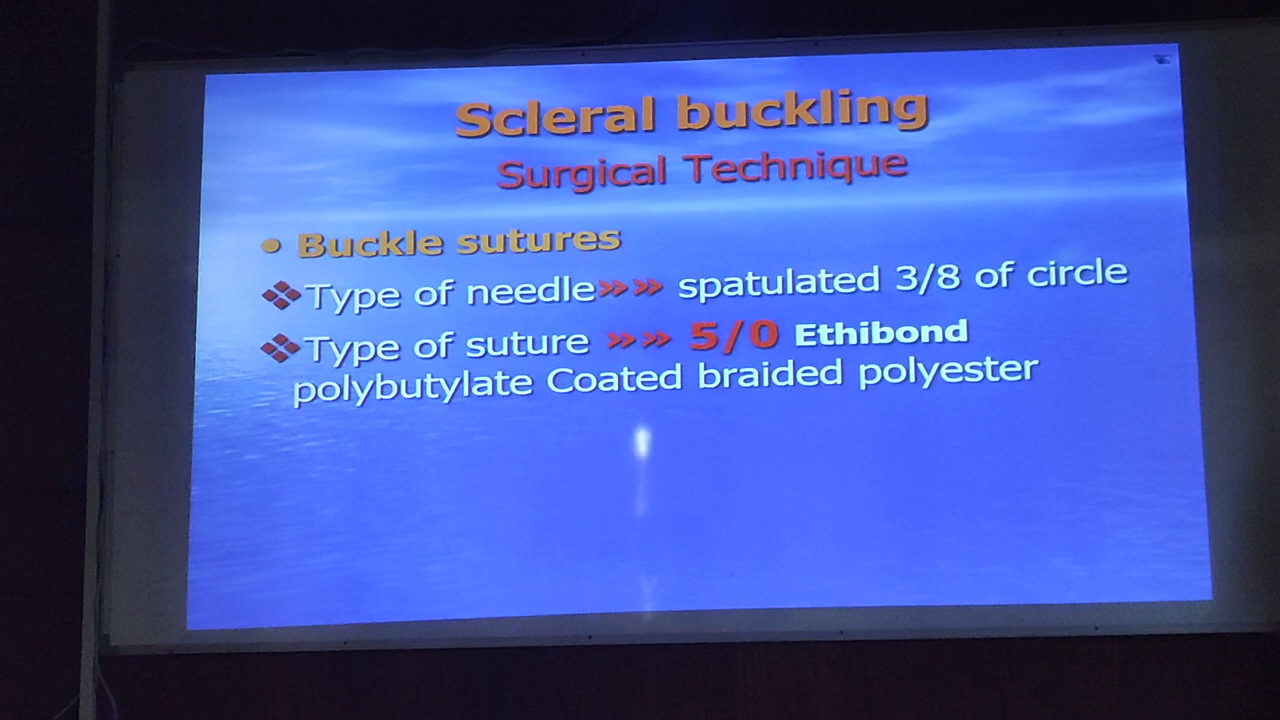 Scleral buckling
Surgical Technique
• Buckle sutures
❖Type of needle»» spatulated 3/8 of circle
❖Type of suture »» 5/0 Ethibond
polybutylate Coated braided polyester